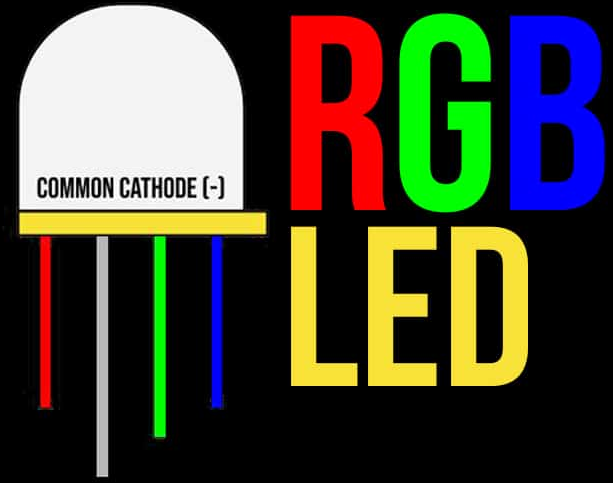 COMMON CATHODE (-)
RGB
LED